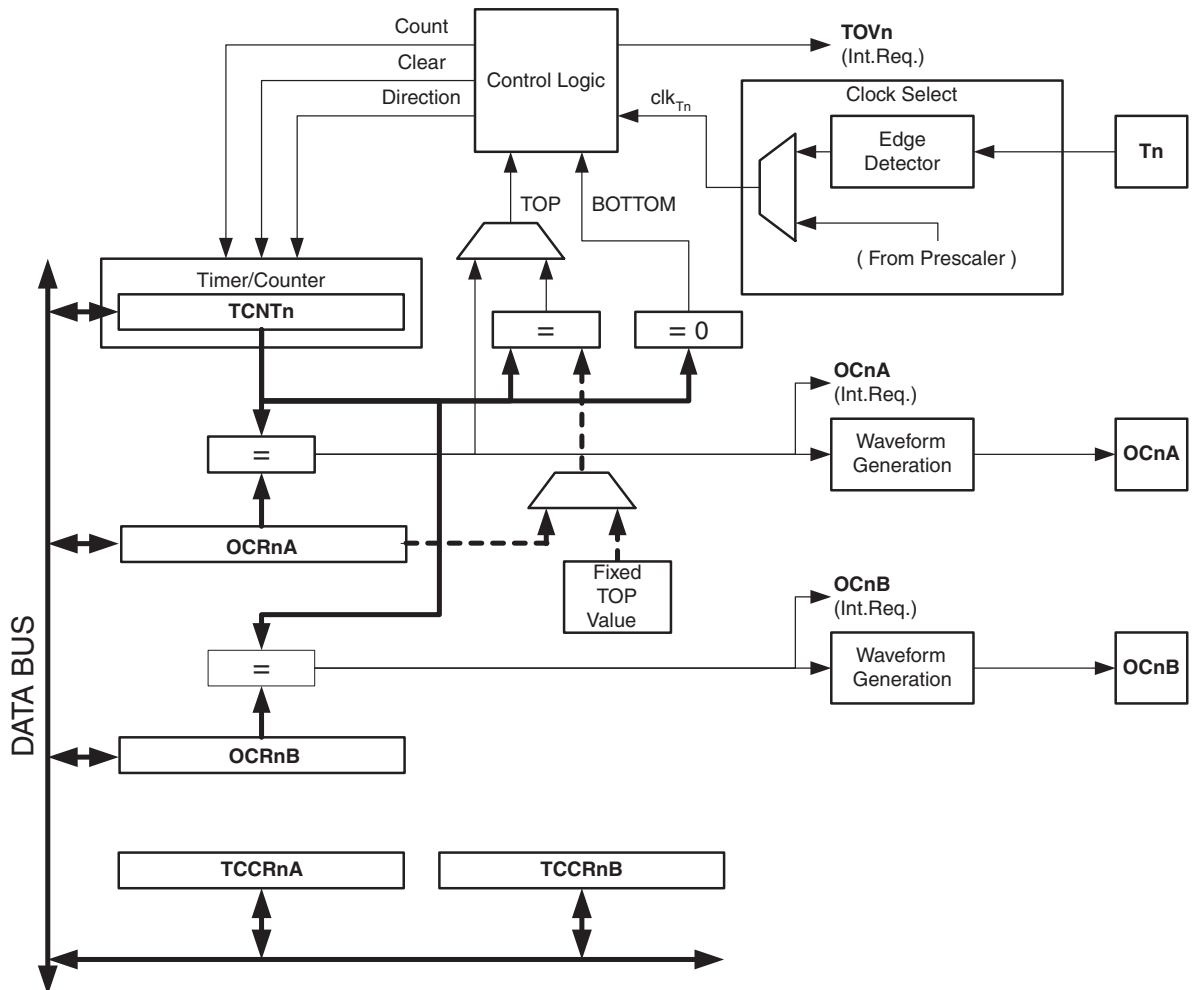 Count
Clear
Direction
Control Logic
TOVn
(Int.Req.)
clkTn
Clock Select
Edge
Detector
Tn
( From Prescaler )
TOP
BOTTOM
Timer/Counter
TCNTn
=
= 0
OCnA
(Int.Req.)
=
Waveform
Generation
OCnA
OCRnA
Fixed
TOP
Value
OCnB
(Int.Req.)
=
Waveform
Generation
OCnB
OCRnB
DATA BUS
TCCRnA
TCCRnB